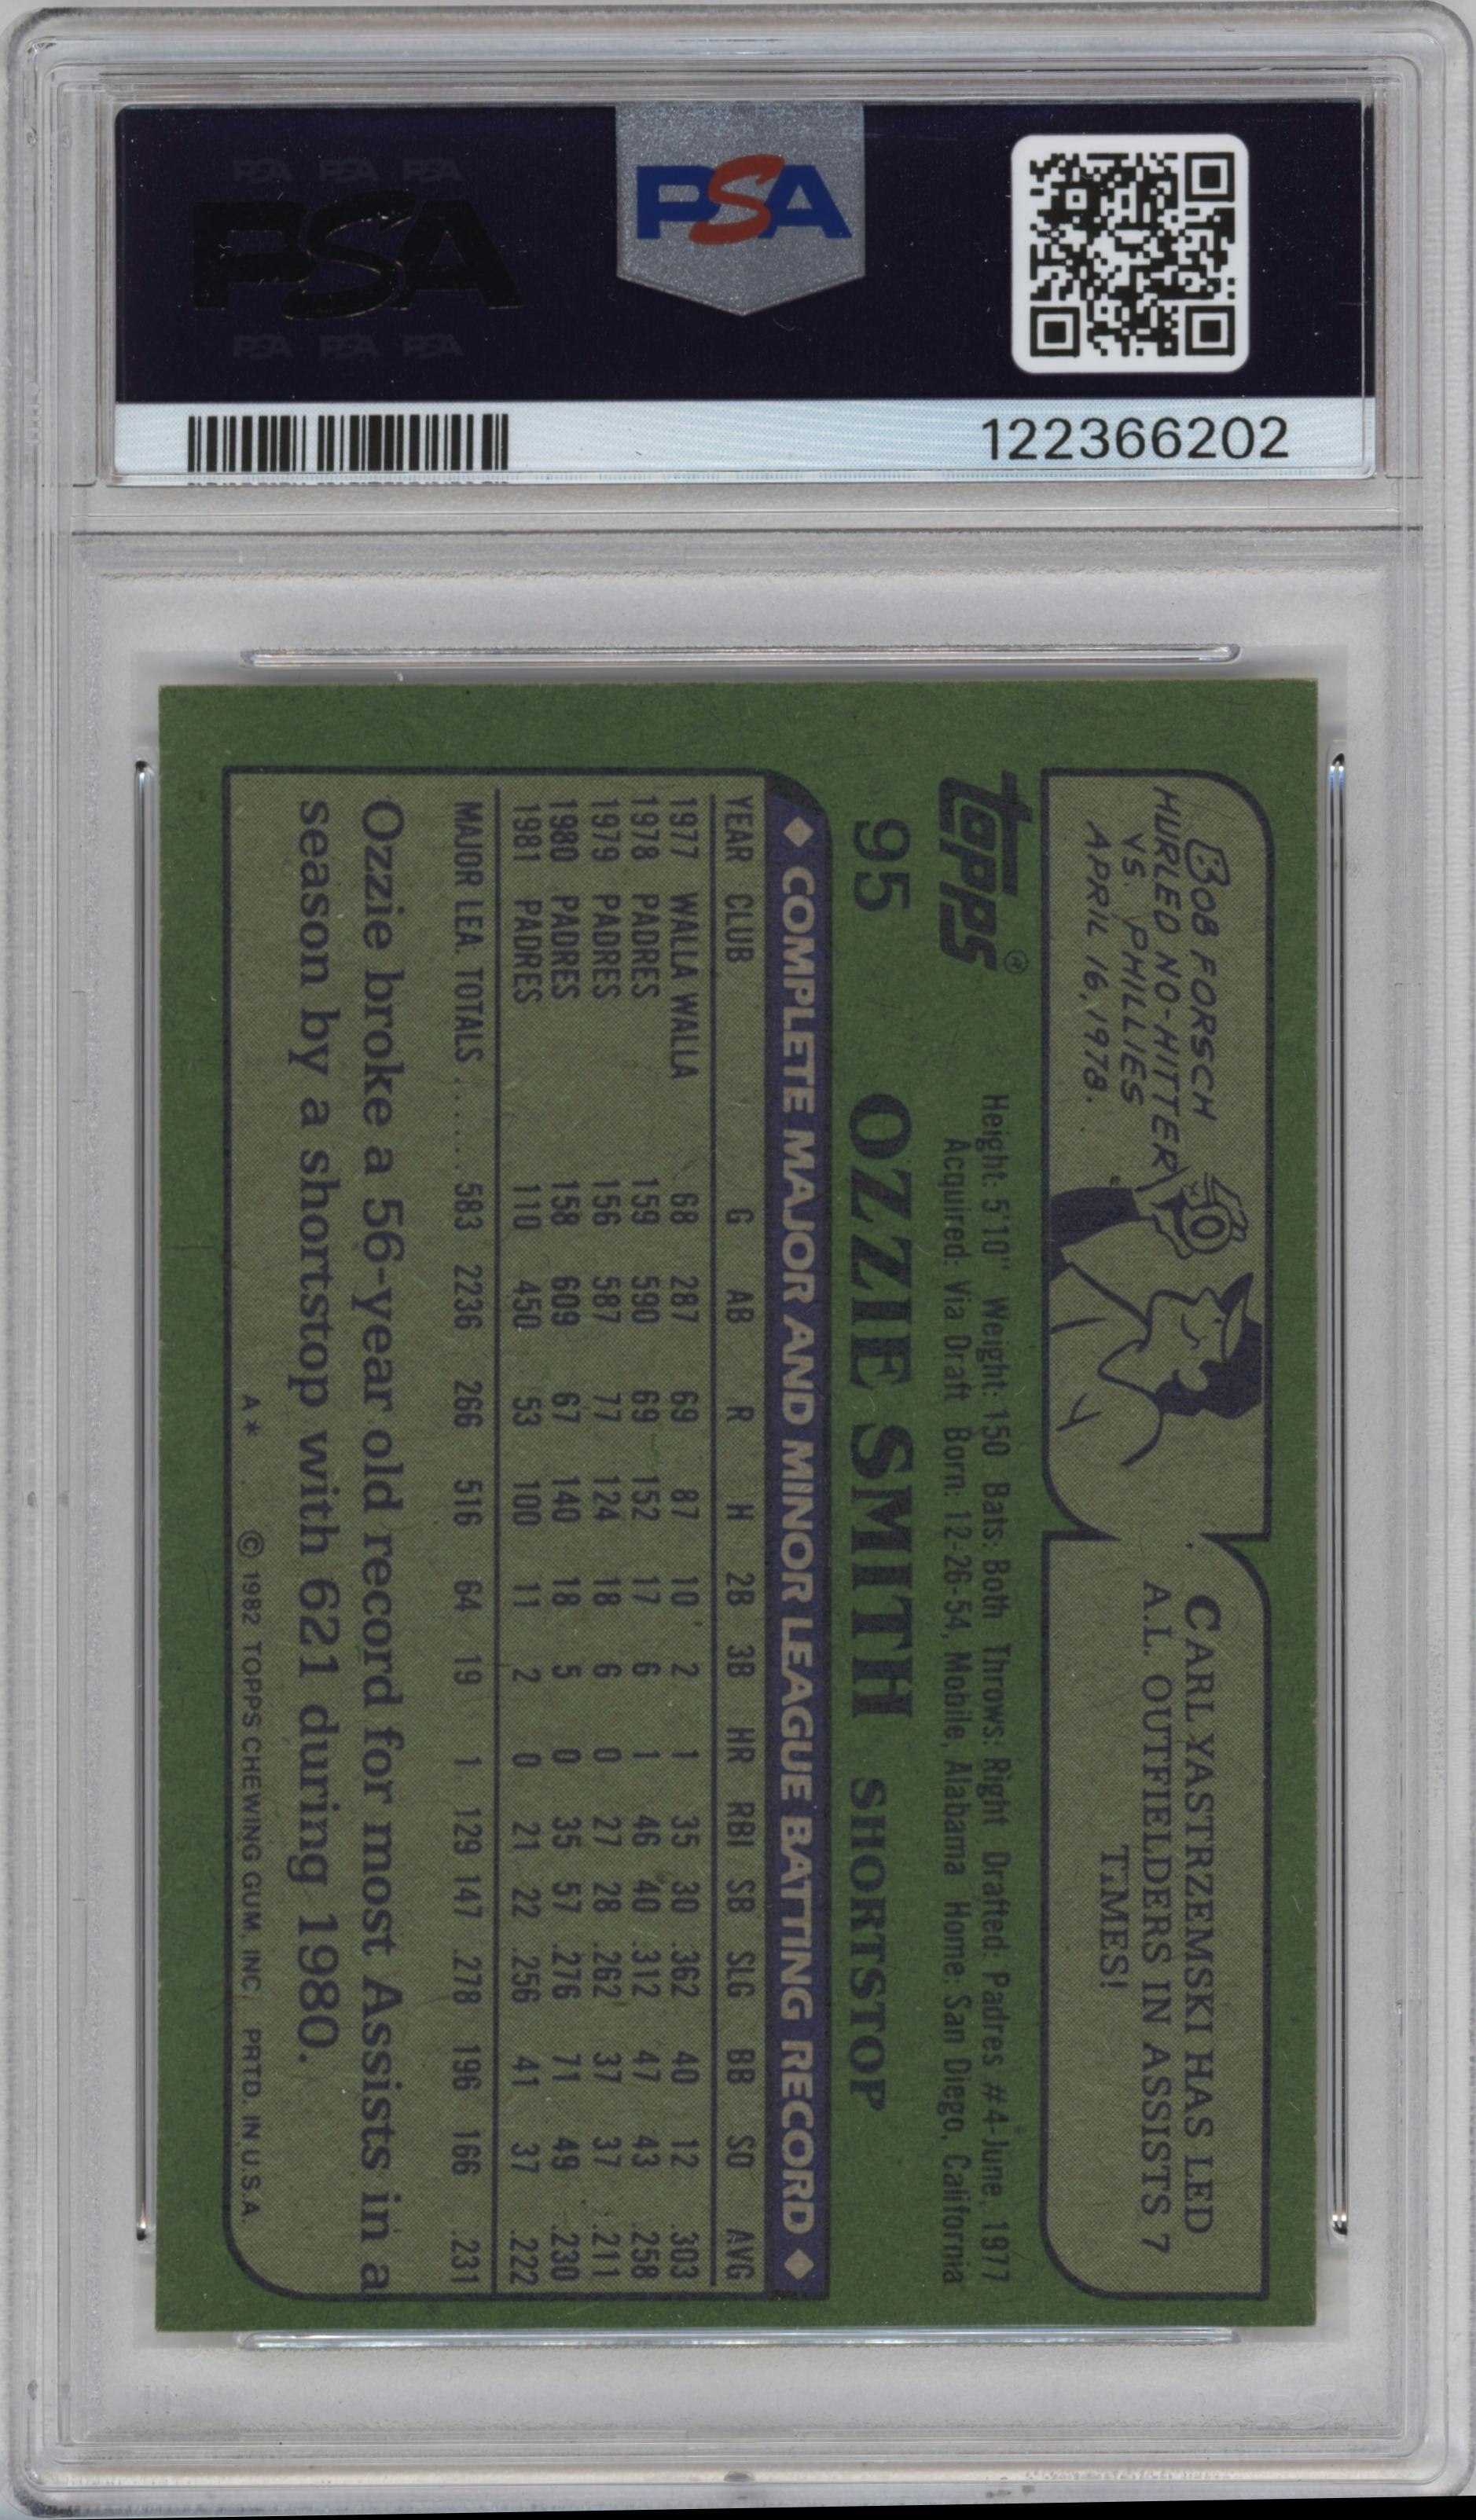 PSA PSA PSA
PSA
PSA PSA PSA
PSA
122366202
BOB FORSCH
HURLED NO-HITTER
VS. PHILLIES
APRIL 16, 1978.
CARL YASTRZEMSKI HAS LED
A.L. OUTFIELDERS IN ASSISTS 7
TIMES!
Topps®
Height: 5'10" Weight: 150 Bats: Both Throws: Right Drafted: Padres #4-June, 1977
Acquired: Via Draft Born: 12-26-54, Mobile, Alabama Home: San Diego, California
95 OZZIE SMITH SHORTSTOP
COMPLETE MAJOR AND MINOR LEAGUE BATTING RECORD
YEAR CLUB G AB R H 2B 3B HR RBI SB SLG BB SO AVG
1977 WALLA WALLA 68 287 69 87 10 2 1 35 30 .362 40 12 .303
1978 PADRES 159 590 69 152 17 6 1 46 40 .312 47 43 .258
1979 PADRES 156 587 77 124 18 6 0 27 28 .262 37 37 .211
1980 PADRES 158 609 67 140 18 5 0 35 57 .276 71 49 .230
1981 PADRES 110 450 53 100 11 2 0 21 22 .256 41 37 .222
MAJOR LEA. TOTALS ..... 583 2236 266 516 64 19 1 129 147 .278 196 166 .231
Ozzie broke a 56-year old record for most Assists in a
season by a shortstop with 621 during 1980.
A* © 1982 TOPPS CHEWING GUM, INC. PRTD. IN U.S.A.
PSA